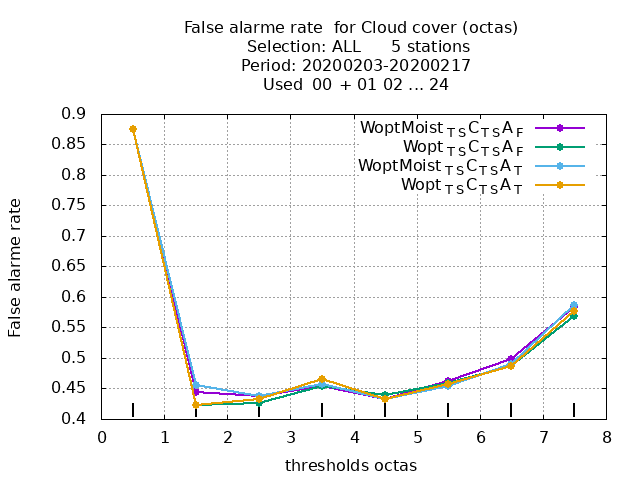 False alarme rate  for Cloud cover (octas)
Selection: ALL      5 stations
Period: 20200203-20200217
Used  00  + 01 02 ... 24
WoptMoist TS C TS A F
Wopt TS C TS A F
WoptMoist TS C TS A T
Wopt TS C TS A T
0.9
0.85
0.8
0.75
0.7
0.65
0.6
0.55
0.5
0.45
0.4
False alarme rate
0 1 2 3 4 5 6 7 8
thresholds octas